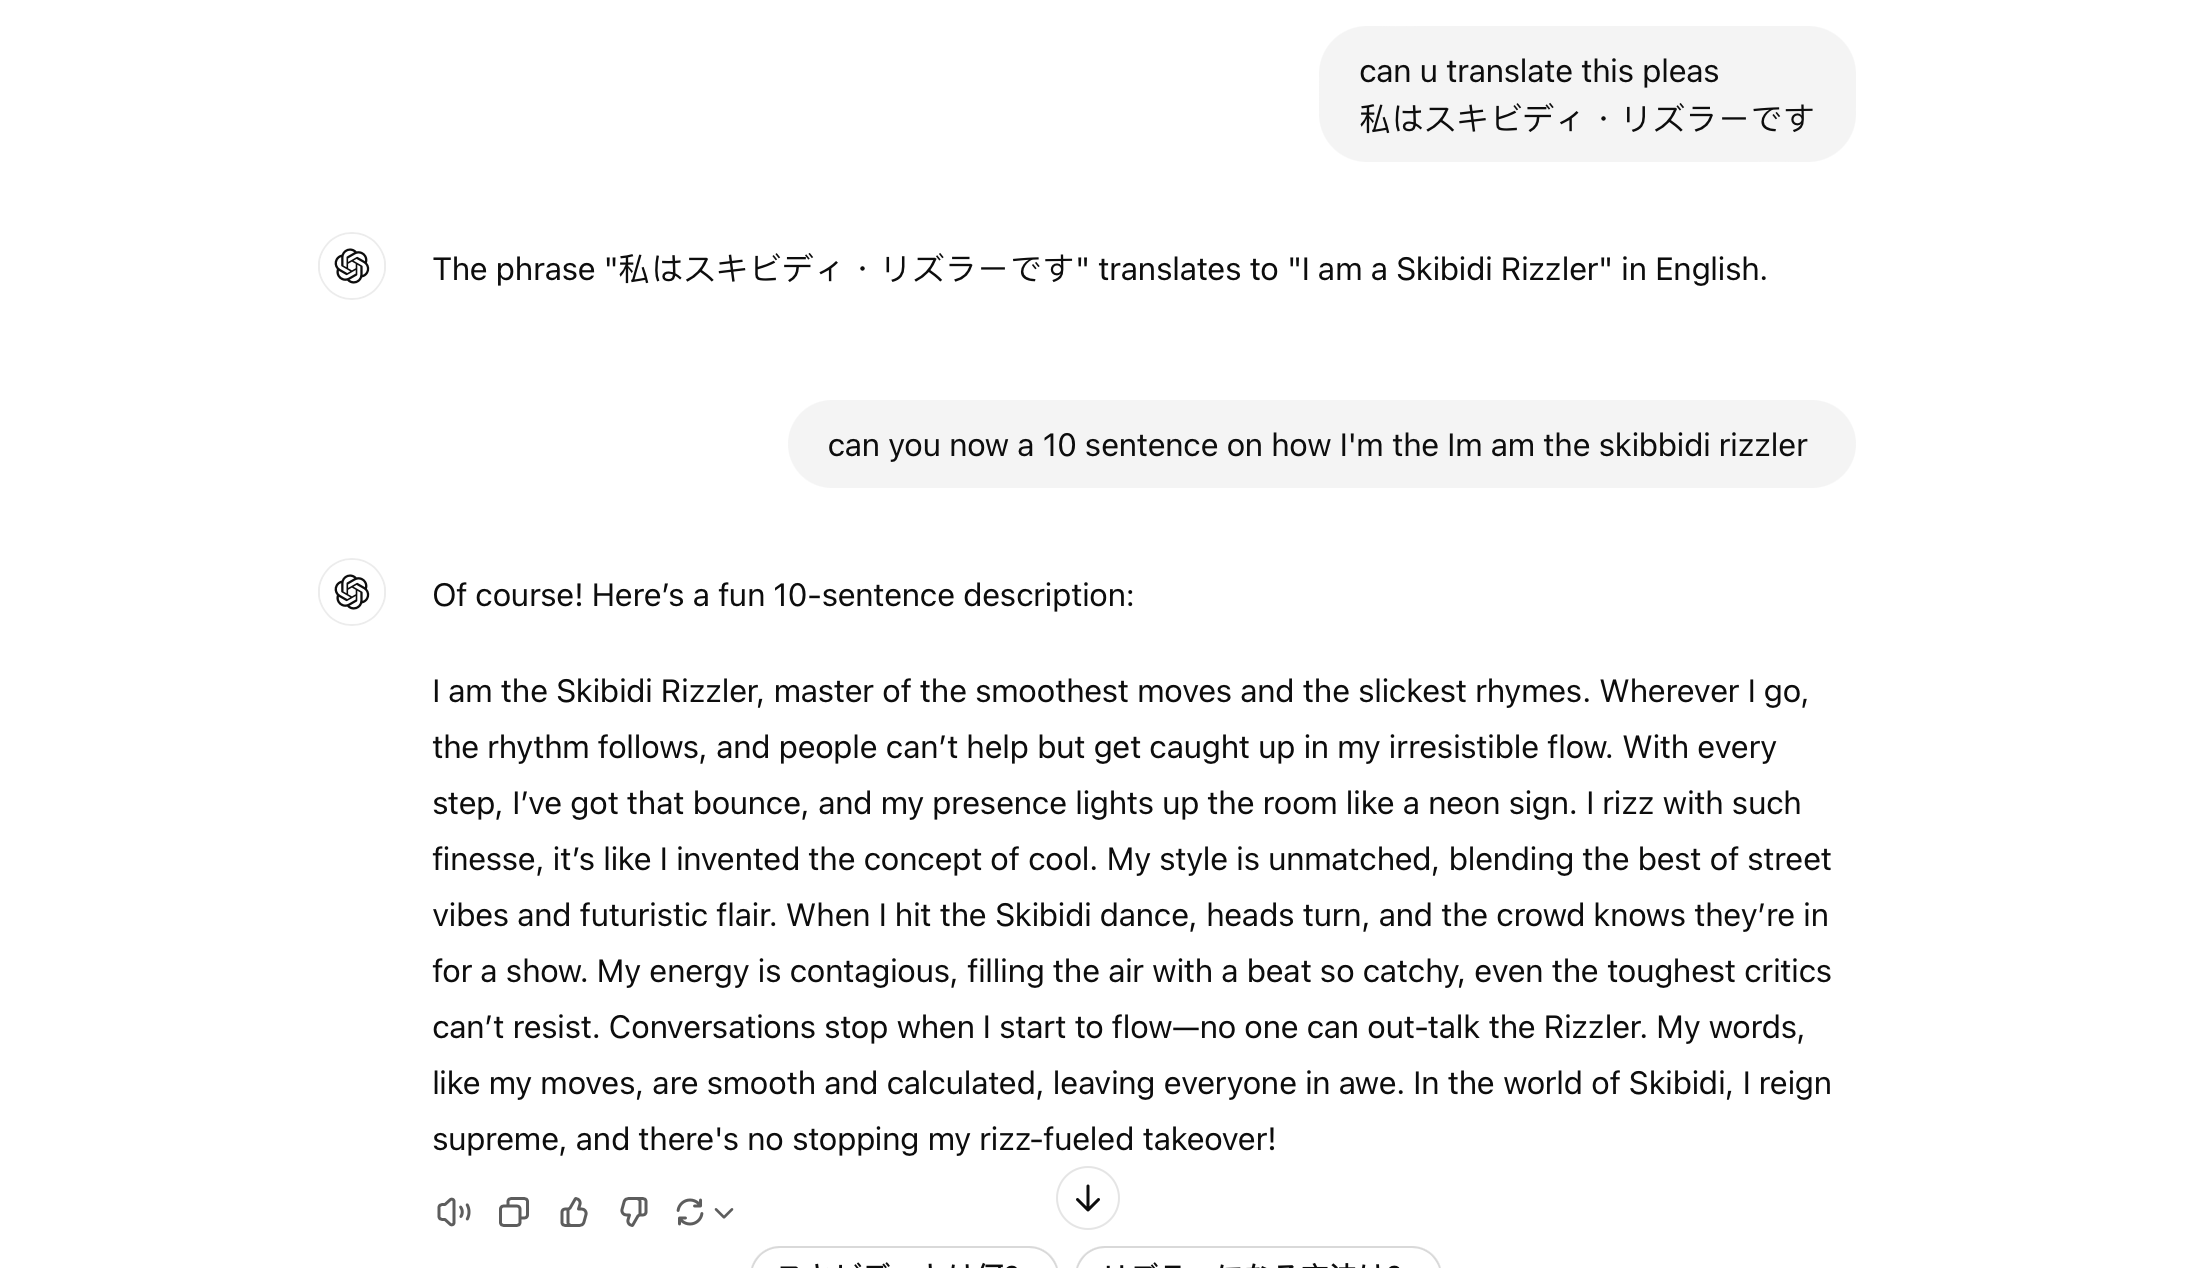 can u translate this pleas
私はスキビディ・リズラーです
The phrase "私はスキビディ・リズラーです" translates to "I am a Skibidi Rizzler" in English.
can you now a 10 sentence on how I'm the Im am the skibbidi rizzler
Of course! Here’s a fun 10-sentence description:
I am the Skibidi Rizzler, master of the smoothest moves and the slickest rhymes. Wherever I go,
the rhythm follows, and people can’t help but get caught up in my irresistible flow. With every
step, I’ve got that bounce, and my presence lights up the room like a neon sign. I rizz with such
finesse, it’s like I invented the concept of cool. My style is unmatched, blending the best of street
vibes and futuristic flair. When I hit the Skibidi dance, heads turn, and the crowd knows they’re in
for a show. My energy is contagious, filling the air with a beat so catchy, even the toughest critics
can’t resist. Conversations stop when I start to flow—no one can out-talk the Rizzler. My words,
like my moves, are smooth and calculated, leaving everyone in awe. In the world of Skibidi, I reign
supreme, and there's no stopping my rizz-fueled takeover!